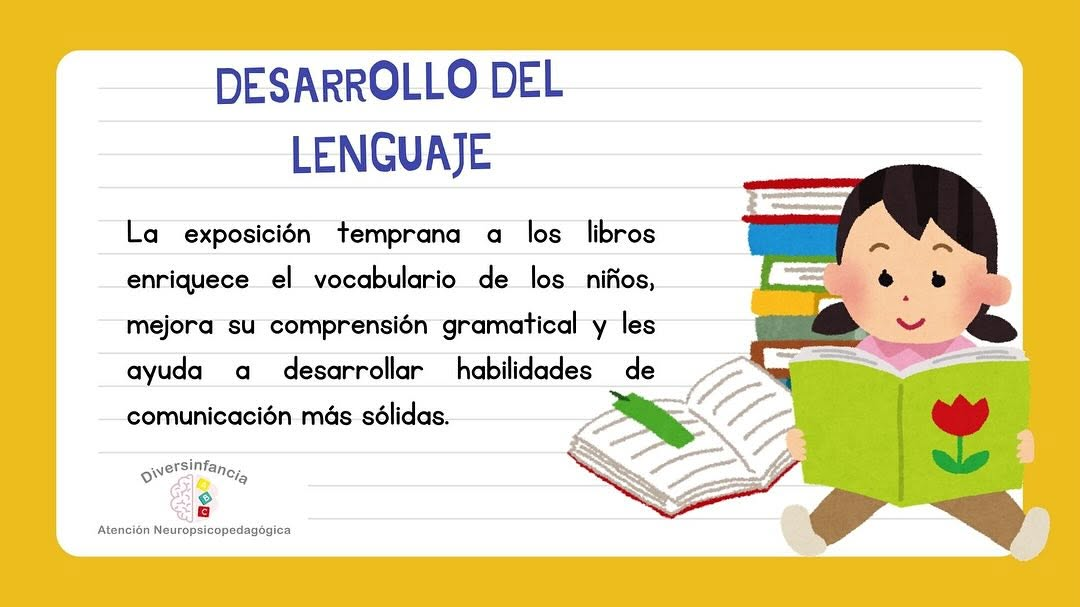 DESARROLLO DEL
LENGUAJE
La exposición temprana a los libros
enriquece el vocabulario de los niños,
mejora su comprensión gramatical y les
ayuda a desarrollar habilidades de
comunicación más sólidas.
Diversinfancia
A
B
C
Atención Neuropsicopedagógica